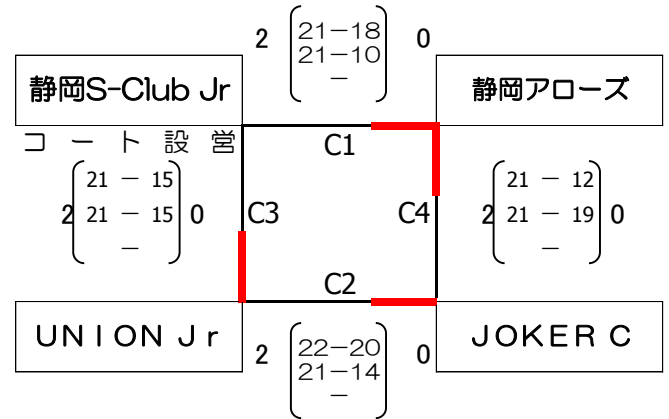 2 21－18 0
21－10
－
静岡S-Club Jr
静岡アローズ
コート設営
C1
21 － 15
2 21 － 15 0
－
C3
C4
21 － 12
2 21 － 19 0
－
C2
UNION Jr
JOKER C
2 22－20 0
21－14
－